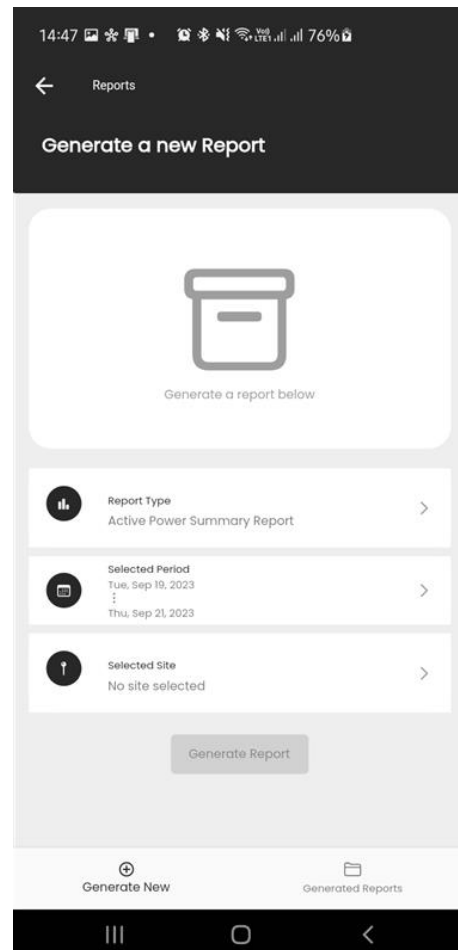 14:47 76%
Reports
Generate a new Report
Generate a report below
Report Type
Active Power Summary Report
Selected Period
Tue, Sep 19, 2023
Thu, Sep 21, 2023
Selected Site
No site selected
Generate Report
Generate New
Generated Reports